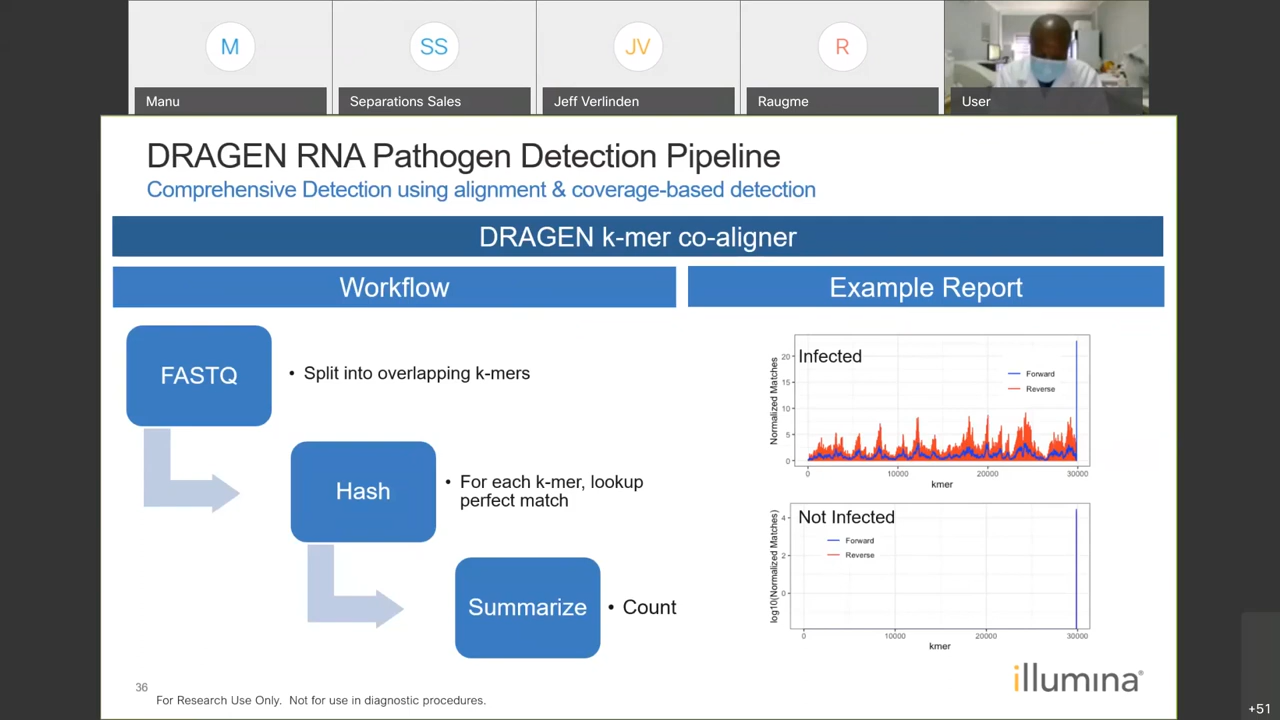 M
SS
JV
R
Manu
Separations Sales
Jeff Verlinden
Raugme
User
DRAGEN RNA Pathogen Detection Pipeline
Comprehensive Detection using alignment & coverage-based detection
DRAGEN k-mer co-aligner
Workflow
Example Report
FASTQ
• Split into overlapping k-mers
Hash
• For each k-mer, lookup
perfect match
Summarize
• Count
Infected
Normalized Matches
20
15
10
5
0
Forward
Reverse
0
10000
20000
30000
kmer
Not Infected
log10(Normalized Matches)
4
2
0
Forward
Reverse
0
10000
20000
30000
kmer
36
For Research Use Only. Not for use in diagnostic procedures.
illumina®
+51